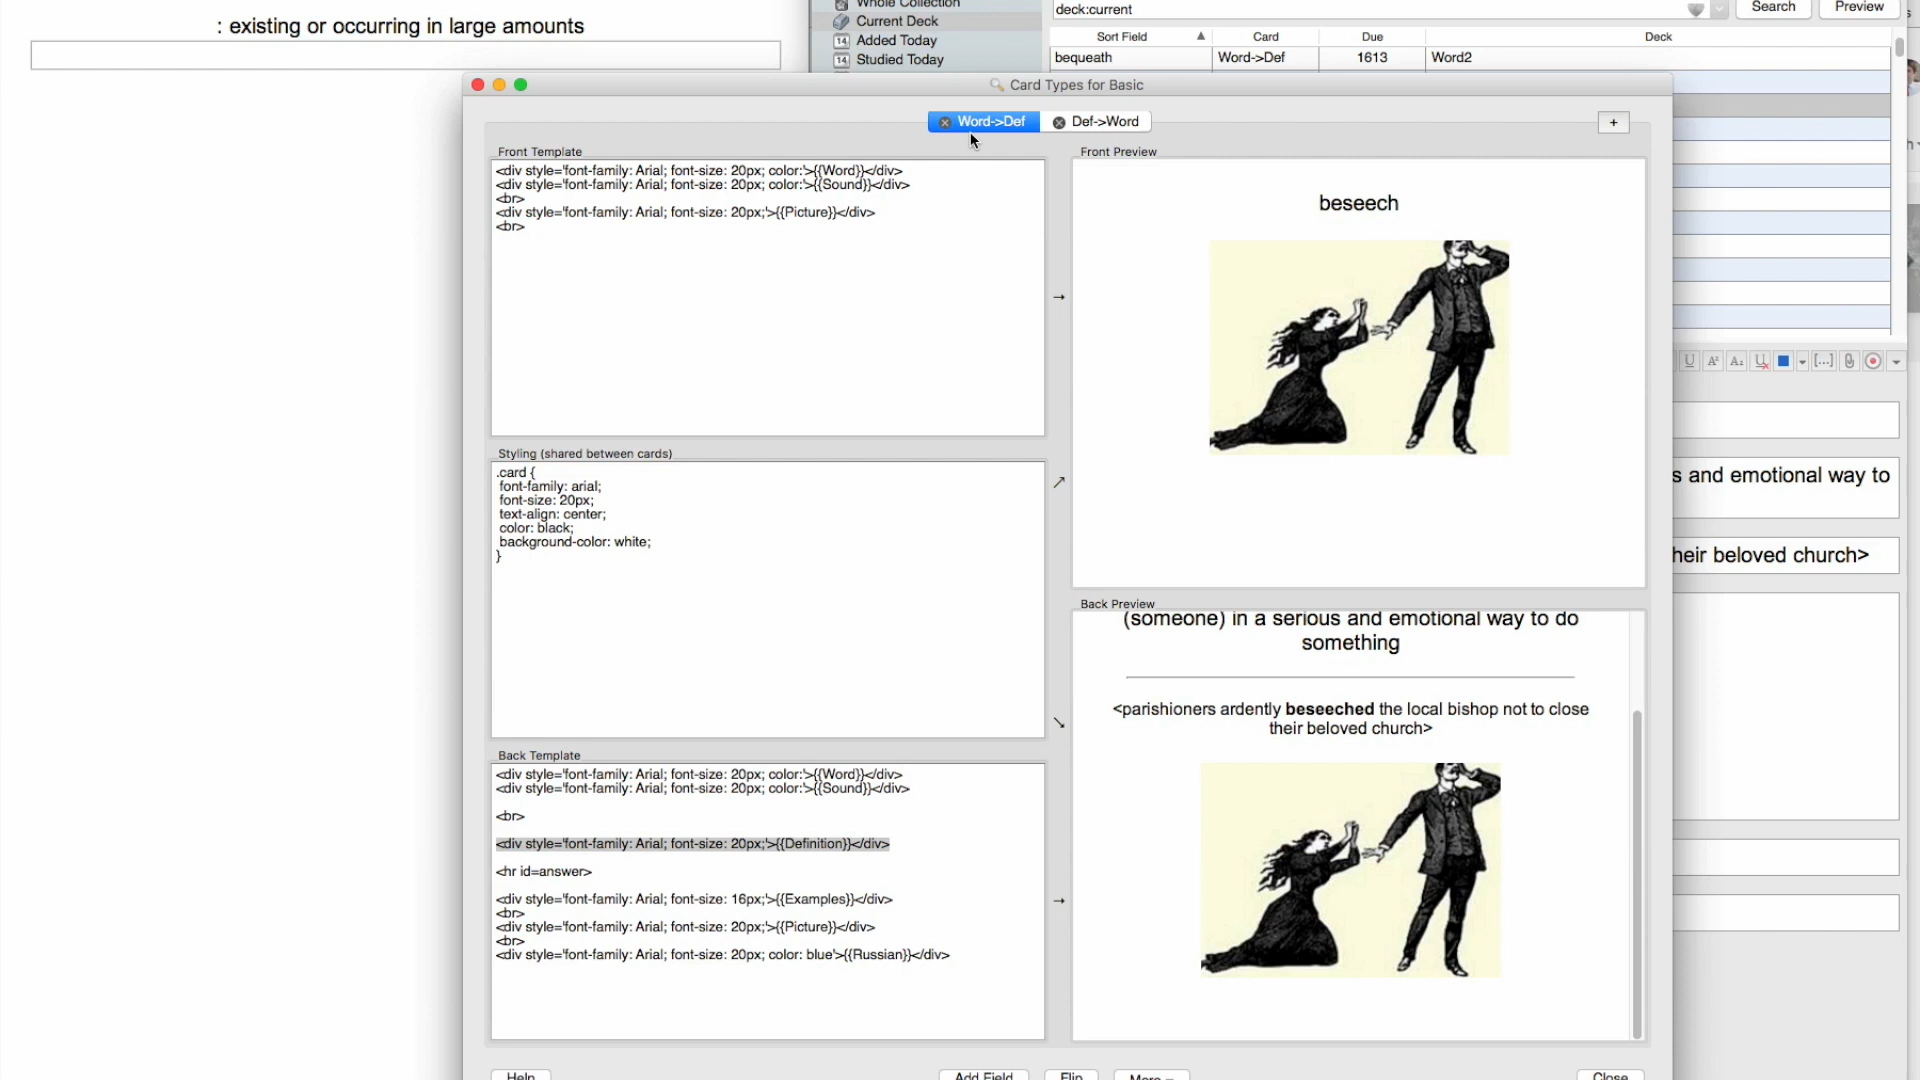 : existing or occurring in large amounts
Whole Collection
Current Deck
Added Today
Studied Today
deck:current
Search
Preview
Sort Field
Card
Due
Deck
bequeath
Word->Def
1613
Word2
Card Types for Basic
Word->Def
Def->Word
+
Front Template
<div style='font-family: Arial; font-size: 20px; color:'>{{Word}}</div>
<div style='font-family: Arial; font-size: 20px; color:'>{{Sound}}</div>
<br>
<div style='font-family: Arial; font-size: 20px;'>{{Picture}}</div>
<br>
Front Preview
beseech
Styling (shared between cards)
.card {
font-family: arial;
font-size: 20px;
text-align: center;
color: black;
background-color: white;
}
s and emotional way to
heir beloved church>
Back Template
<div style='font-family: Arial; font-size: 20px; color:'>{{Word}}</div>
<div style='font-family: Arial; font-size: 20px; color:'>{{Sound}}</div>
<br>
<div style='font-family: Arial; font-size: 20px;'>{{Definition}}</div>
<hr id=answer>
<div style='font-family: Arial; font-size: 16px;'>{{Examples}}</div>
<br>
<div style='font-family: Arial; font-size: 20px;'>{{Picture}}</div>
<br>
<div style='font-family: Arial; font-size: 20px; color: blue'>{{Russian}}</div>
Back Preview
(someone) in a serious and emotional way to do
something
<parishioners ardently beseeched the local bishop not to close
their beloved church>
Help
Add Field
Flip
More
Close